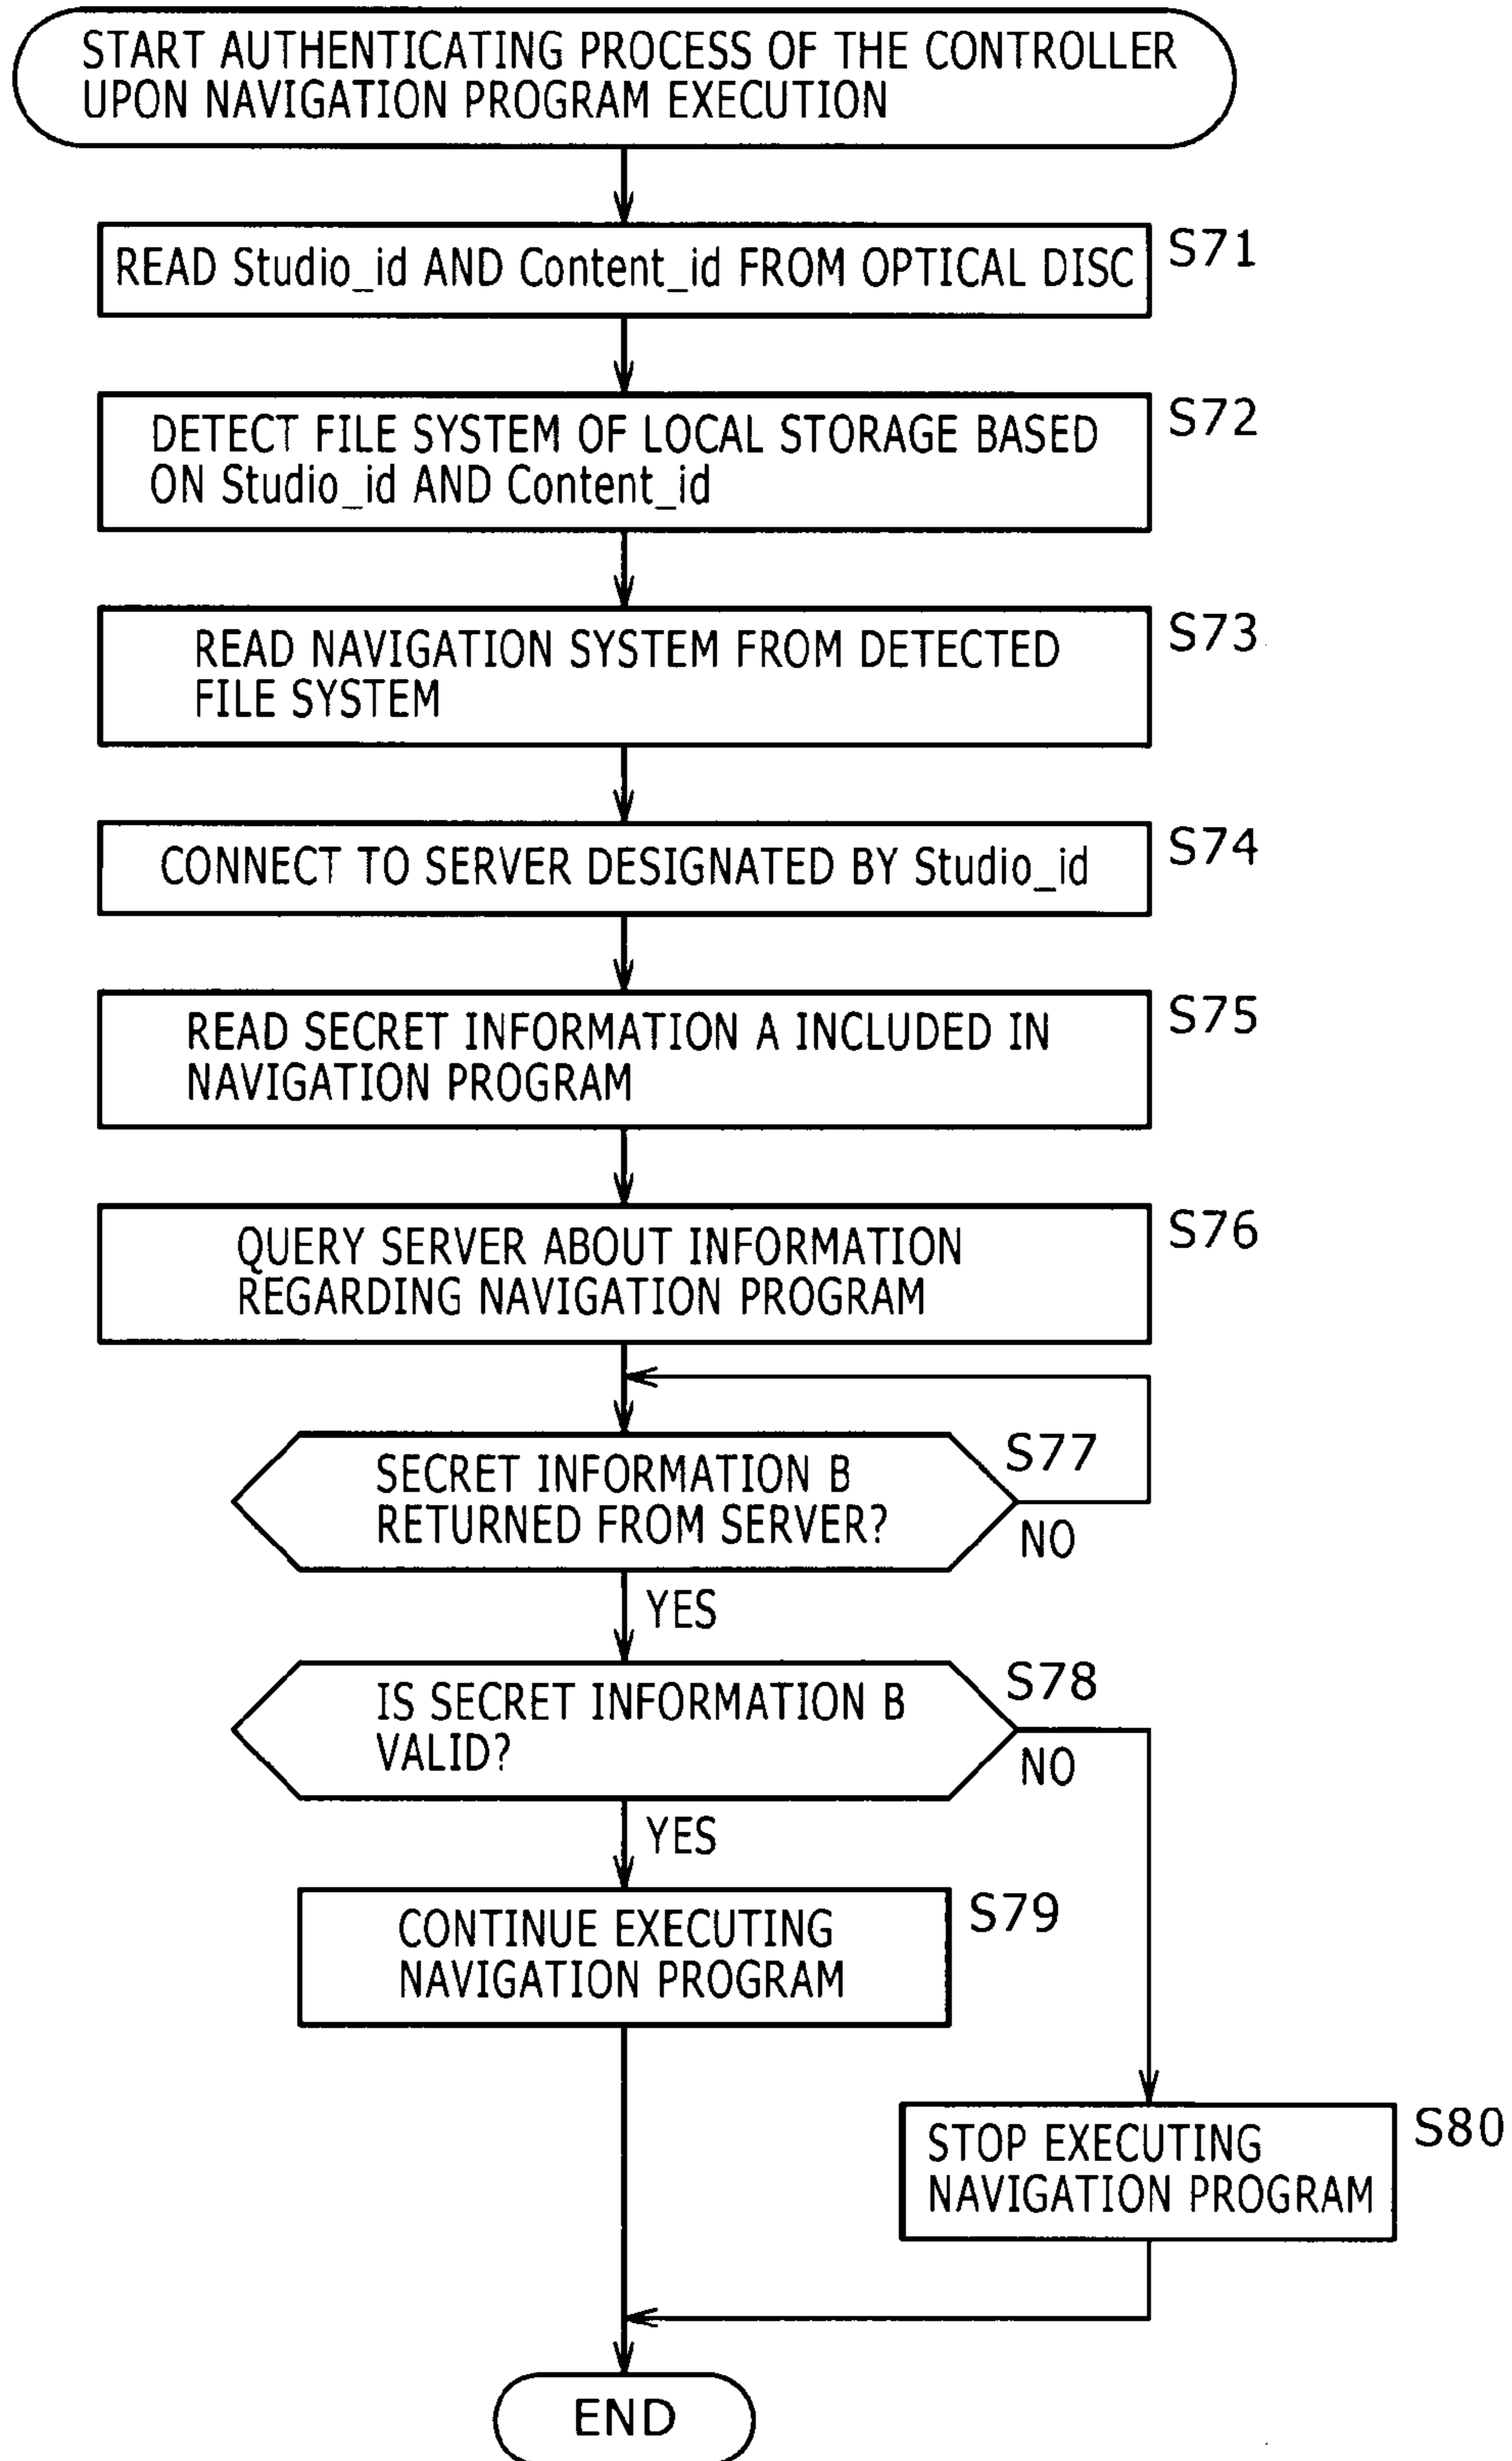 START AUTHENTICATING PROCESS OF THE CONTROLLER
UPON NAVIGATION PROGRAM EXECUTION
READ Studio_id AND Content_id FROM OPTICAL DISC
S71
DETECT FILE SYSTEM OF LOCAL STORAGE BASED
ON Studio_id AND Content_id
S72
READ NAVIGATION SYSTEM FROM DETECTED
FILE SYSTEM
S73
CONNECT TO SERVER DESIGNATED BY Studio_id
S74
READ SECRET INFORMATION A INCLUDED IN
NAVIGATION PROGRAM
S75
QUERY SERVER ABOUT INFORMATION
REGARDING NAVIGATION PROGRAM
S76
SECRET INFORMATION B
RETURNED FROM SERVER?
S77
NO
YES
IS SECRET INFORMATION B
VALID?
S78
NO
YES
CONTINUE EXECUTING
NAVIGATION PROGRAM
S79
STOP EXECUTING
NAVIGATION PROGRAM
S80
END